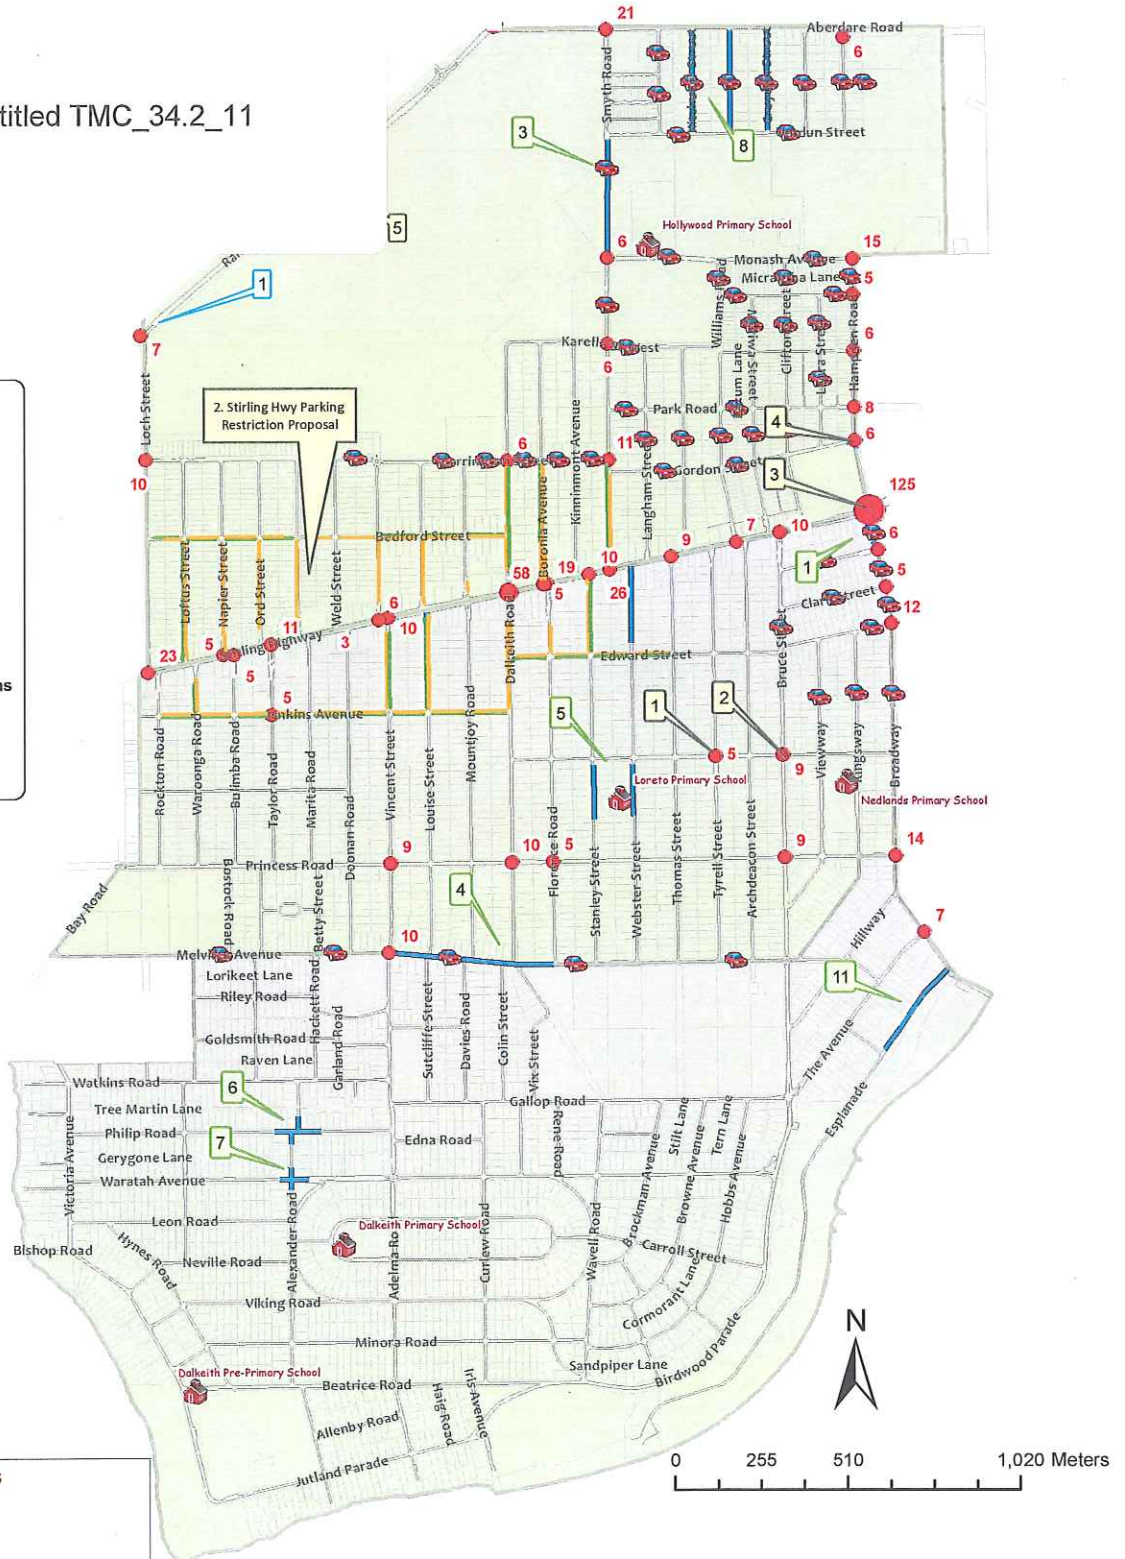 21
Aberdare Road
6
titled TMC_34.2_11
Smyth Road
3
8
Verdun Street
5
Hollywood Primary School
6
15
Monash Avenue
Micrantha Lane
5
1
7
Williams Road
Clifton Street
Hampden Road
6
Karella
6
Loch Street
2. Stirling Hwy Parking
Restriction Proposal
Park Road
8
4
6
6
11
Kinninmont Avenue
Langham Street
Gordon Street
3
125
10
Boronia Avenue
Bedford Street
7
10
6
9
1
5
Loftus Street
Napier Street
Ord Street
Weld Street
58
19
10
5
26
Clark Street
12
6
10
11
3
5
23
5
Dalkeith Road
Edward Street
Bruce Street
5
Jenkins Avenue
5
1
2
5
9
Rockton Road
Waroonga Road
Bulimba Road
Taylor Road
Marita Road
Doonan Road
Vincent Street
Louise Street
Mountjoy Road
Viewway
Kingsway
Broadway
Loreto Primary School
Nedlands Primary School
Princess Road
9
10
5
9
14
Florence Road
Stanley Street
Webster Street
Thomas Street
Tyrell Street
Archdeacon Street
Bay Road
Bostock Road
Betty Street
4
7
Hillway
10
Melvista Avenue
Lorikeet Lane
Riley Road
Hackett Road
11
Goldsmith Road
Garland Road
Sutcliffe Street
Davies Road
Colin Street
Vix Street
Raven Lane
The Avenue
Esplanade
Watkins Road
6
Gallop Road
Tree Martin Lane
Philip Road
7
Edna Road
Rene Road
Stilt Lane
Tern Lane
Gerygone Lane
Waratah Avenue
Victoria Avenue
Brockman Avenue
Browne Avenue
Hobbs Avenue
Leon Road
Dalkeith Primary School
Bishop Road
Hynes Road
Neville Road
Alexander Road
Adelma Road
Curlew Road
Wavell Road
Carroll Street
Viking Road
Cormorant Lane
Minora Road
Birdwood Parade
Sandpiper Lane
Dalkeith Pre-Primary School
Beatrice Road
Haig Road
Iris Avenue
Allenby Road
Jutland Parade
N
0 255 510 1,020 Meters